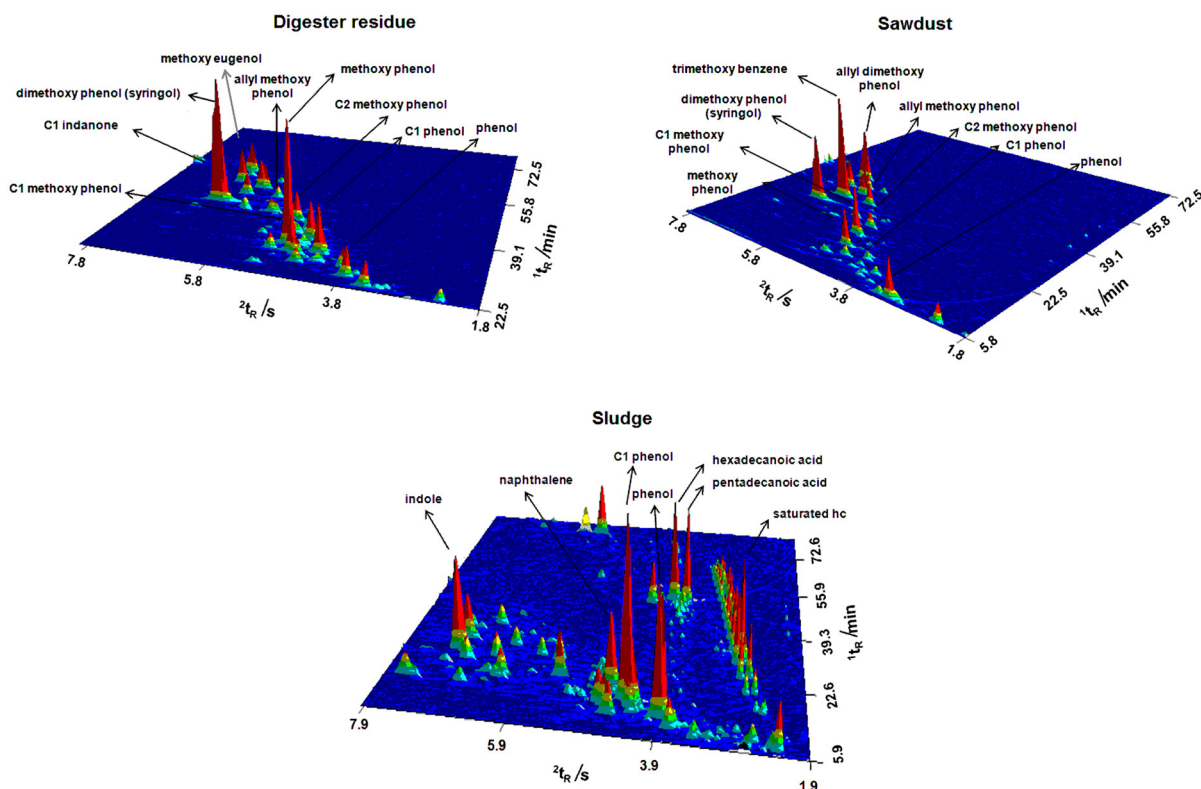 Digester residue
methoxy eugenol
allyl methoxy
phenol
methoxy phenol
dimethoxy phenol (syringol)
C2 methoxy phenol
C1 indanone
C1 phenol
phenol
C1 methoxy phenol
72.5
55.8
39.1
22.5
¹tR /min
7.8
5.8
3.8
1.8
²tR /s
Sawdust
trimethoxy benzene
allyl dimethoxy
phenol
dimethoxy phenol
(syringol)
allyl methoxy phenol
C2 methoxy phenol
C1 methoxy
phenol
C1 phenol
methoxy
phenol
phenol
72.5
55.8
39.1
22.5
5.8
¹tR /min
7.8
5.8
3.8
1.8
²tR /s
Sludge
C1 phenol
hexadecanoic acid
naphthalene
phenol
pentadecanoic acid
indole
saturated hc
72.6
55.9
39.3
22.6
5.9
¹tR /min
7.9
5.9
3.9
1.9
²tR /s